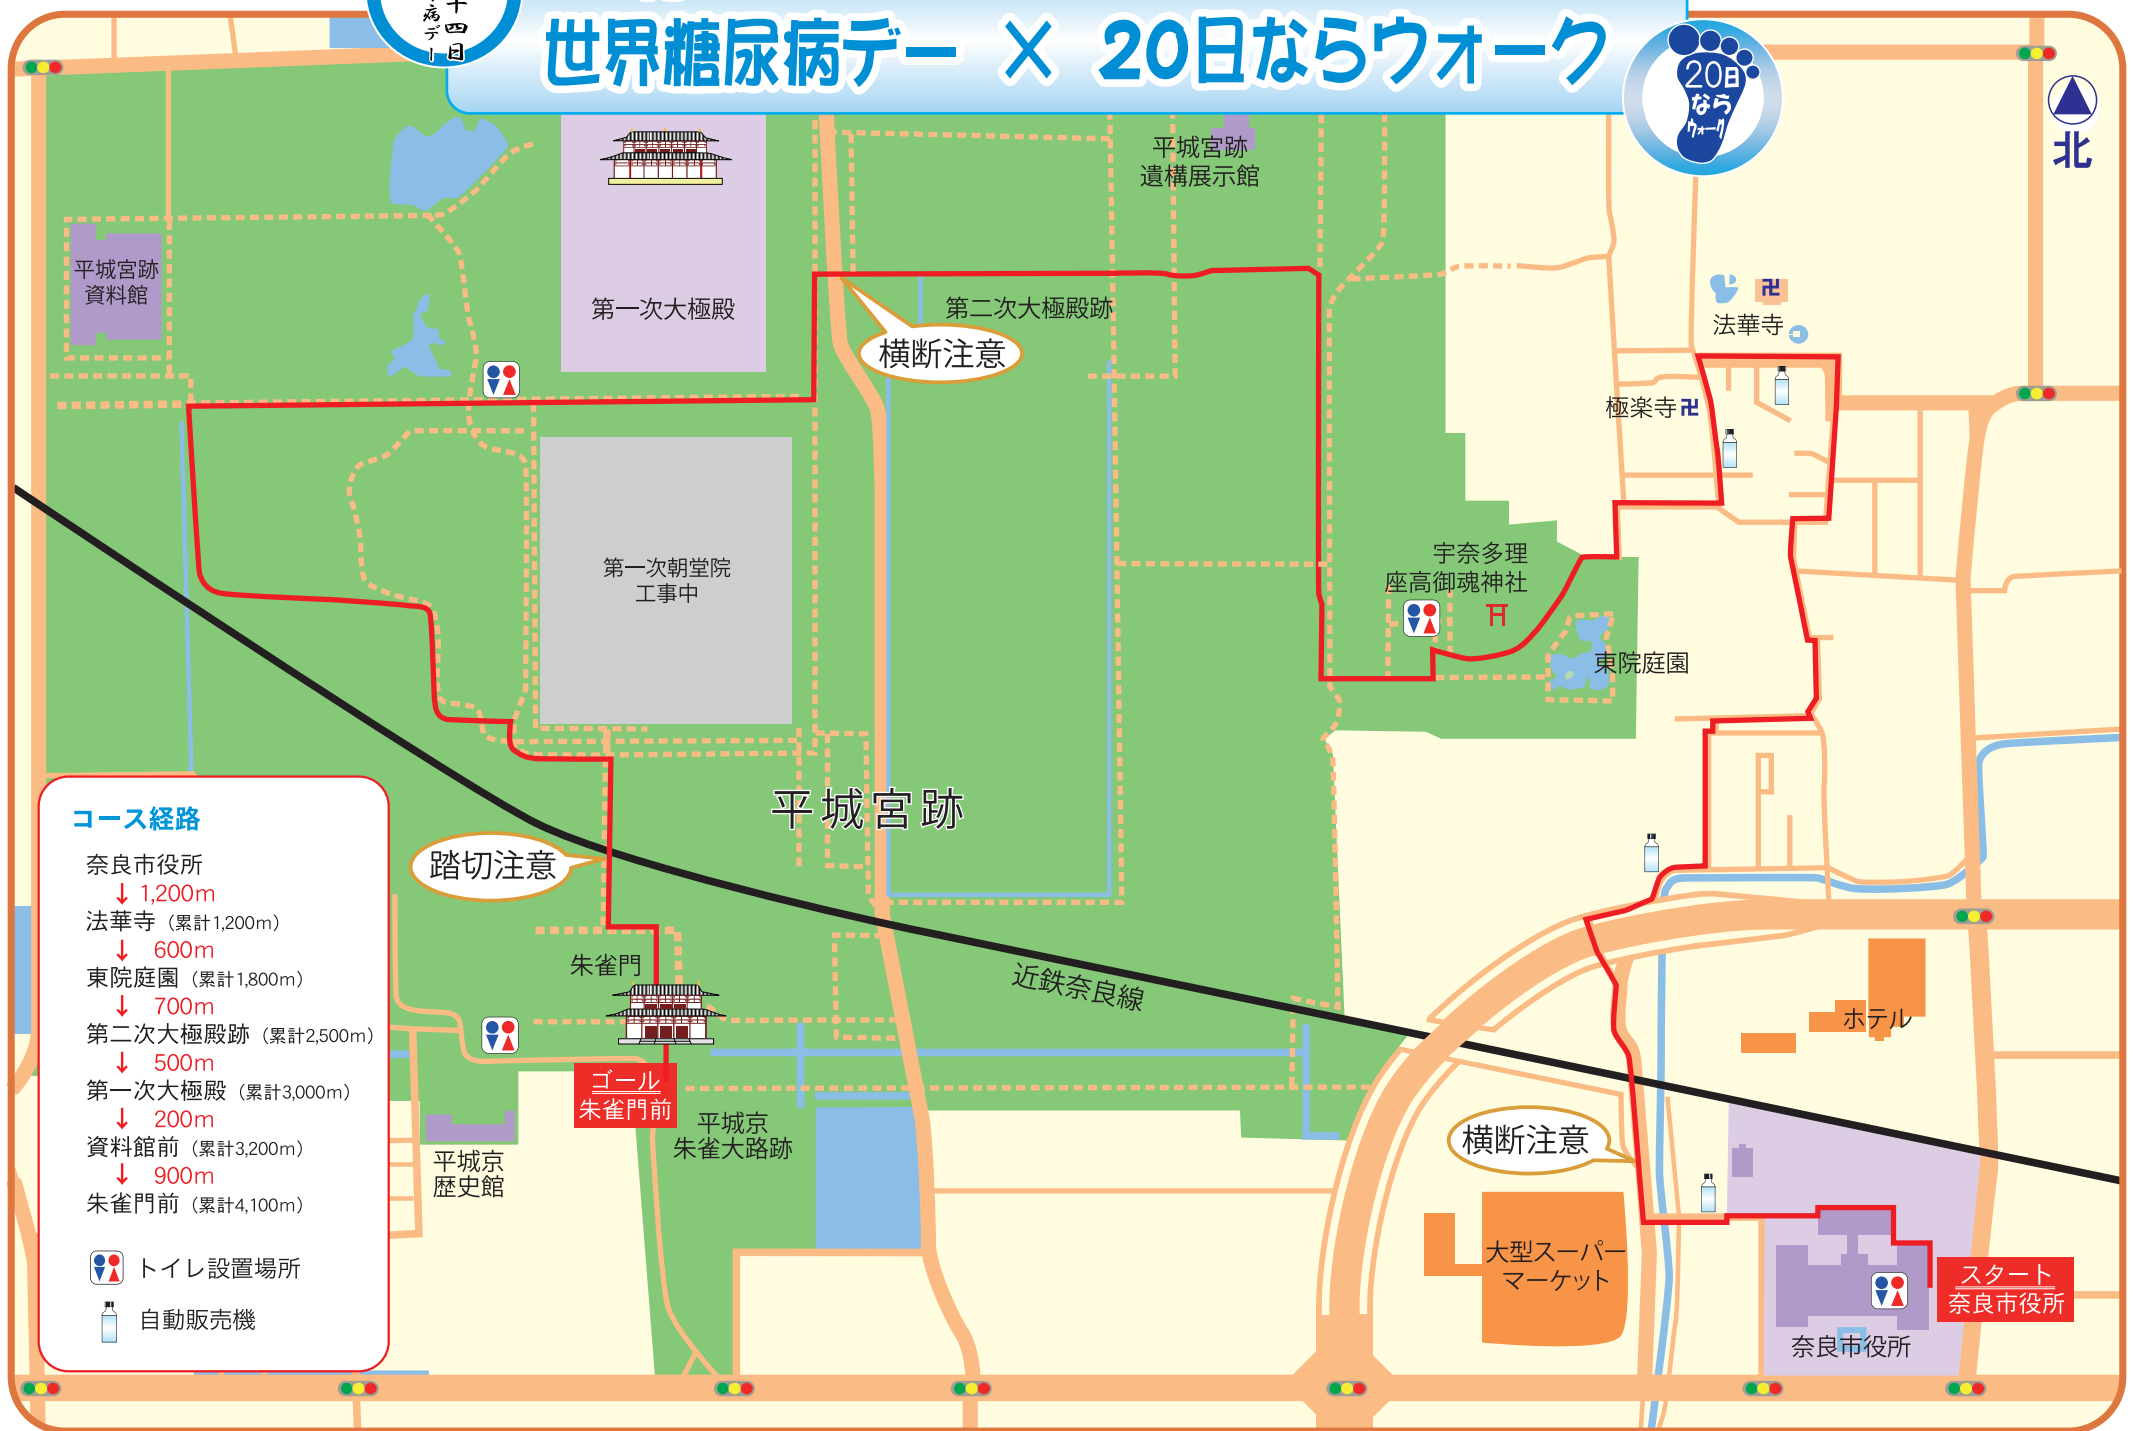 十四日
病デー
世界糖尿病デー × 20日ならウォーク
20日
なら
ウォーク
北
平城宮跡
遺構展示館
平城宮跡
資料館
第一次大極殿
第二次大極殿跡
横断注意
法華寺
極楽寺
第一次朝堂院
工事中
宇奈多理
座高御魂神社
東院庭園
平城宮跡
踏切注意
朱雀門
近鉄奈良線
ホテル
ゴール
朱雀門前
平城京
朱雀大路跡
平城京
歴史館
横断注意
大型スーパー
マーケット
スタート
奈良市役所
奈良市役所
コース経路
奈良市役所
↓ 1,200m
法華寺（累計1,200m）
↓ 600m
東院庭園（累計1,800m）
↓ 700m
第二次大極殿跡（累計2,500m）
↓ 500m
第一次大極殿（累計3,000m）
↓ 200m
資料館前（累計3,200m）
↓ 900m
朱雀門前（累計4,100m）
トイレ設置場所
自動販売機